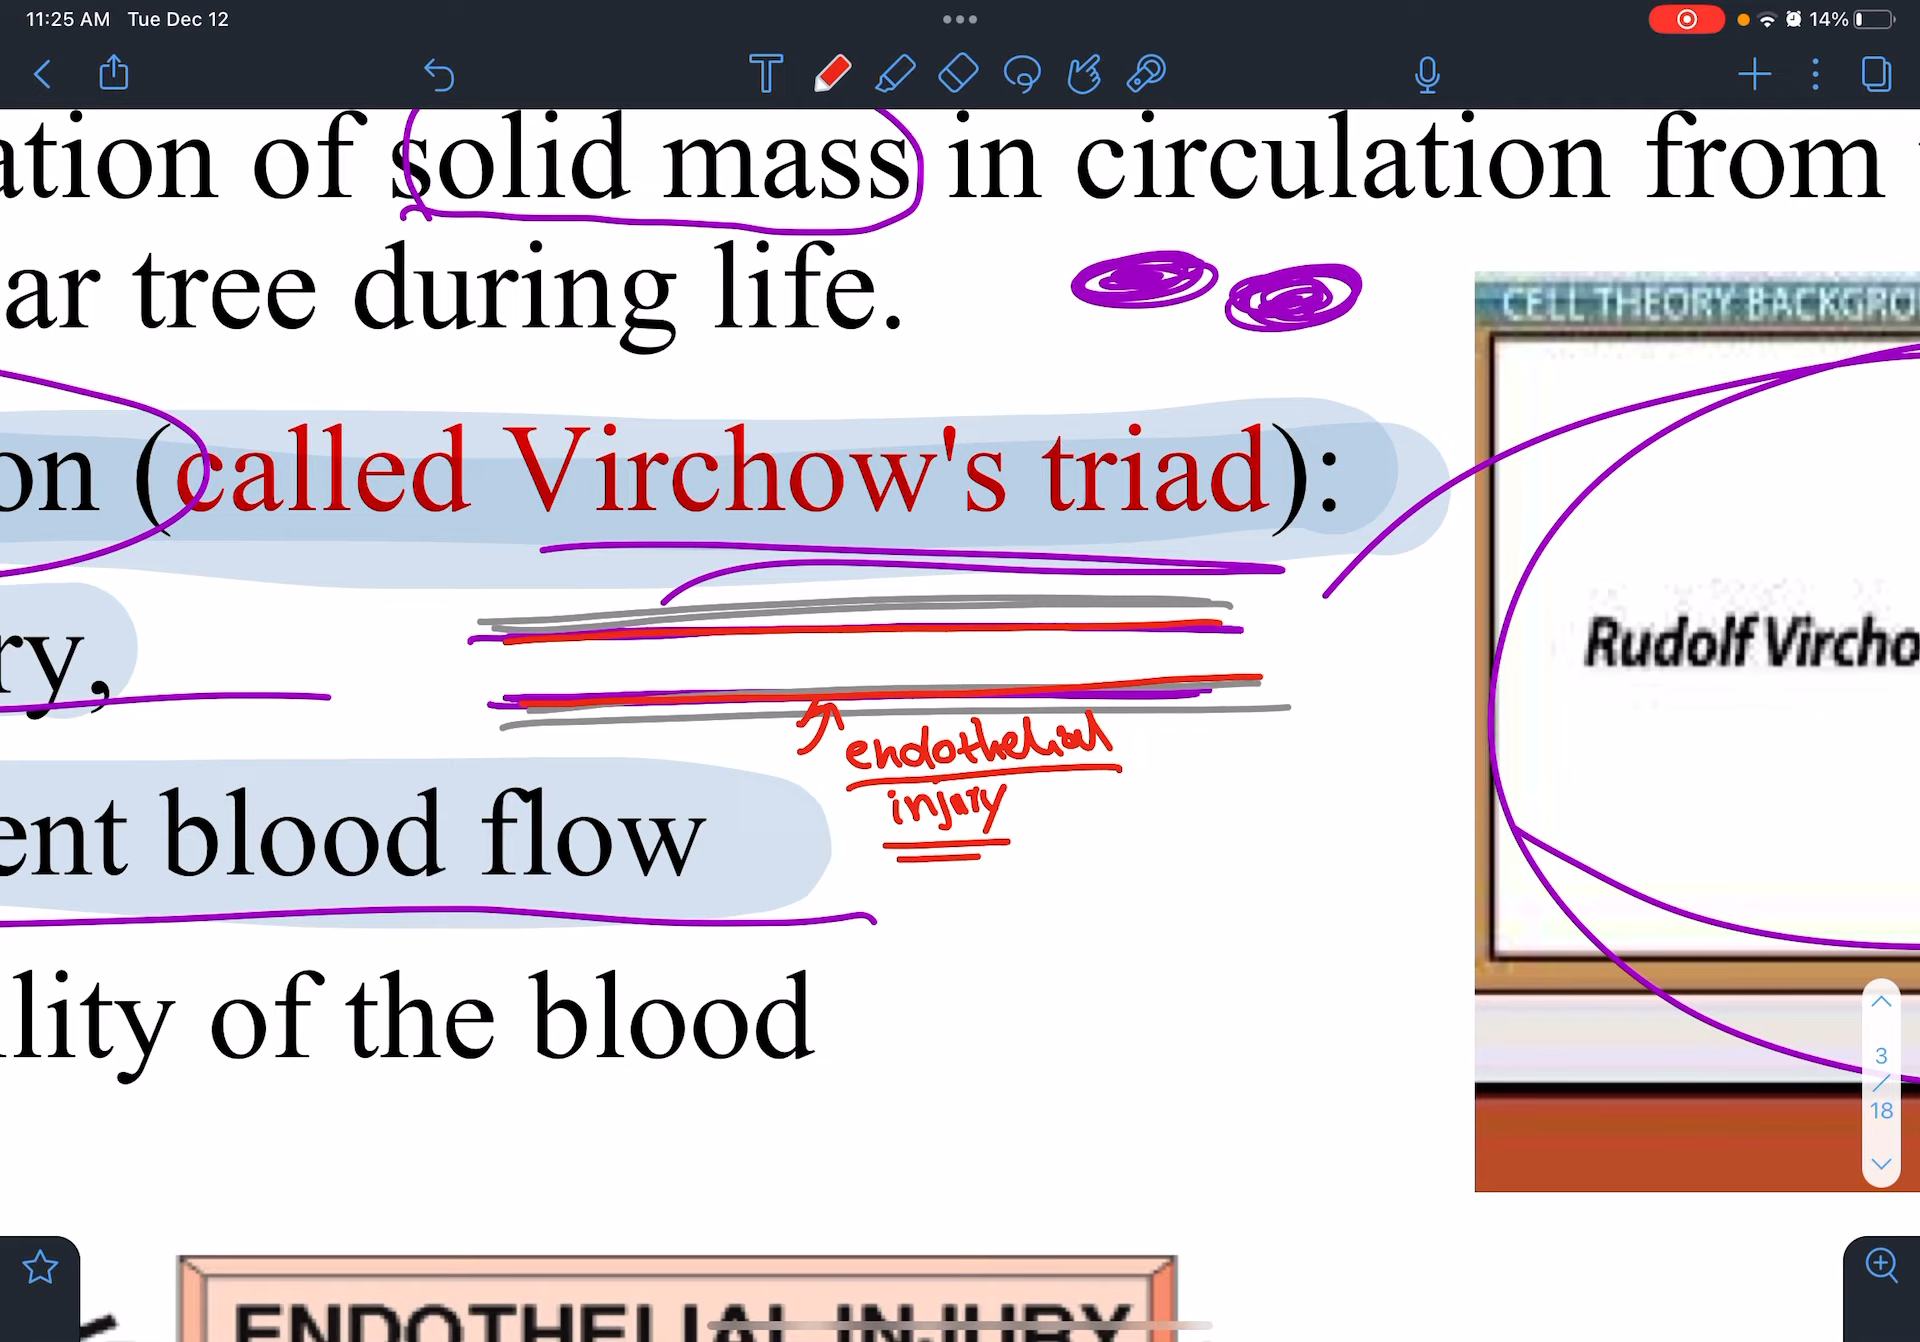 11:25 AM Tue Dec 12
14%
ation of solid mass in circulation from
ar tree during life.
CELL THEORY BACKGRO
on (called Virchow's triad):
ry,
Rudolf Vircho
endothelial
injury
ent blood flow
lity of the blood
3
/
18
ENDOTHELIAL INJURY